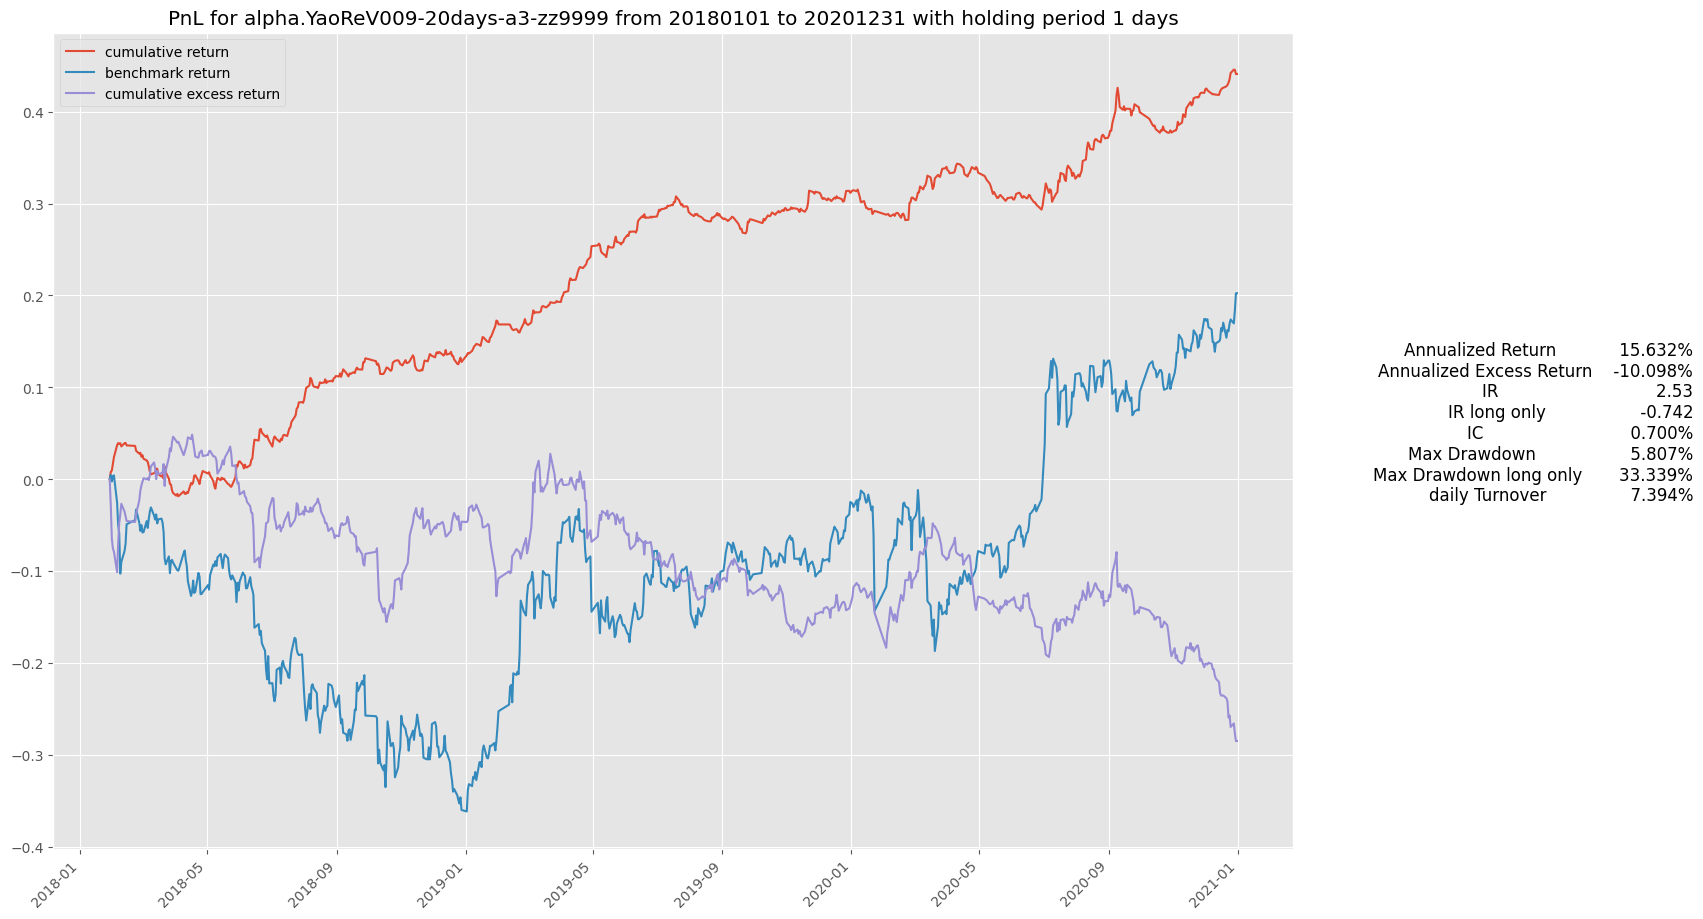 PnL for alpha.YaoReV009-20days-a3-zz9999 from 20180101 to 20201231 with holding period 1 days
cumulative return
benchmark return
cumulative excess return
0.4
0.3
0.2
0.1
0.0
−0.1
−0.2
−0.3
−0.4
2018-01
2018-05
2018-09
2019-01
2019-05
2019-09
2020-01
2020-05
2020-09
2021-01
Annualized Return 15.632%
Annualized Excess Return -10.098%
IR 2.53
IR long only -0.742
IC 0.700%
Max Drawdown 5.807%
Max Drawdown long only 33.339%
daily Turnover 7.394%